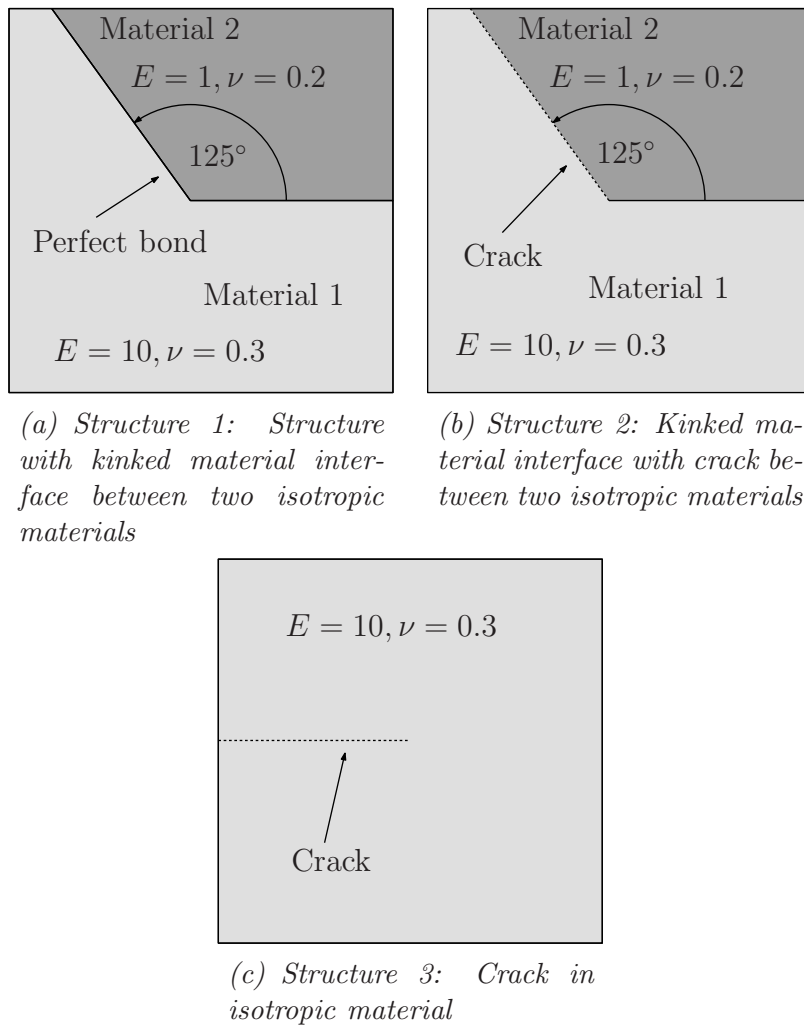 Material 2
E = 1, ν = 0.2
125°
Perfect bond
Material 1
E = 10, ν = 0.3
(a) Structure 1: Structure
with kinked material inter-
face between two isotropic
materials
Material 2
E = 1, ν = 0.2
125°
Crack
Material 1
E = 10, ν = 0.3
(b) Structure 2: Kinked ma-
terial interface with crack be-
tween two isotropic materials
E = 10, ν = 0.3
Crack
(c) Structure 3: Crack in
isotropic material